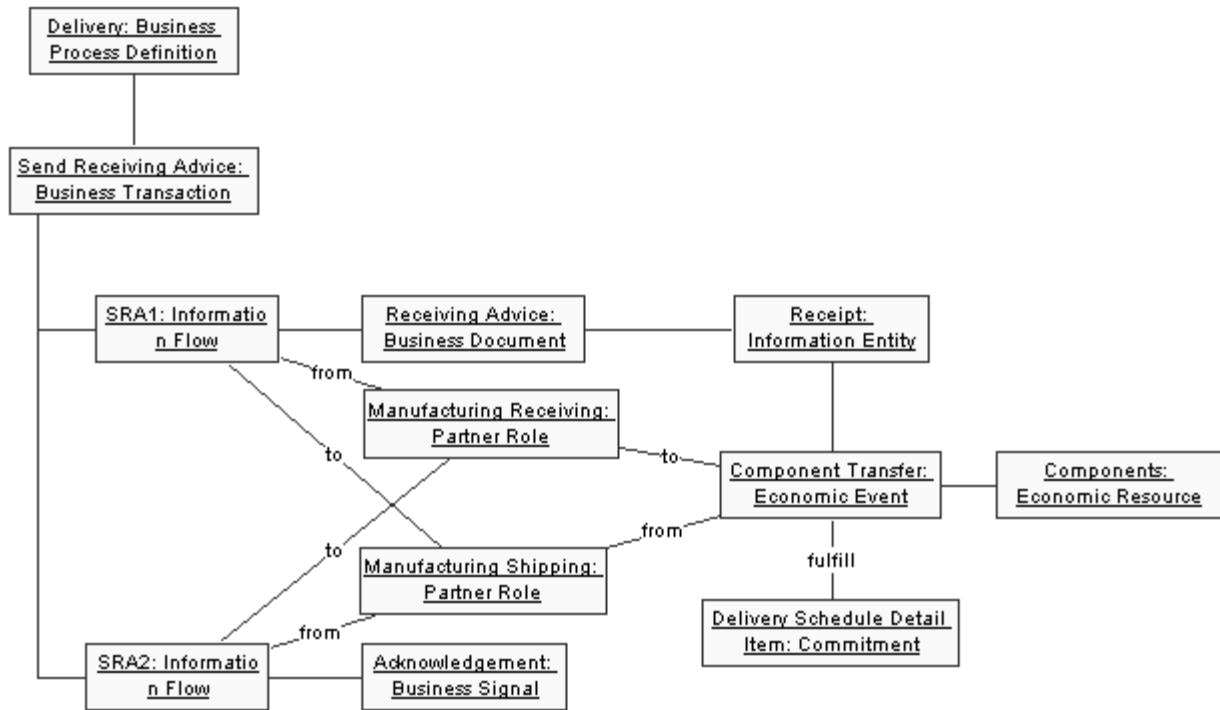 Delivery: Business
Process Definition
Send Receiving Advice:
Business Transaction
SRA1: Informatio
n Flow
Receiving Advice:
Business Document
Receipt:
Information Entity
from
Manufacturing Receiving:
Partner Role
to
to
Component Transfer:
Economic Event
Components:
Economic Resource
from
to
Manufacturing Shipping:
Partner Role
fulfill
Delivery Schedule Detail
Item: Commitment
from
SRA2: Informatio
n Flow
Acknowledgement:
Business Signal